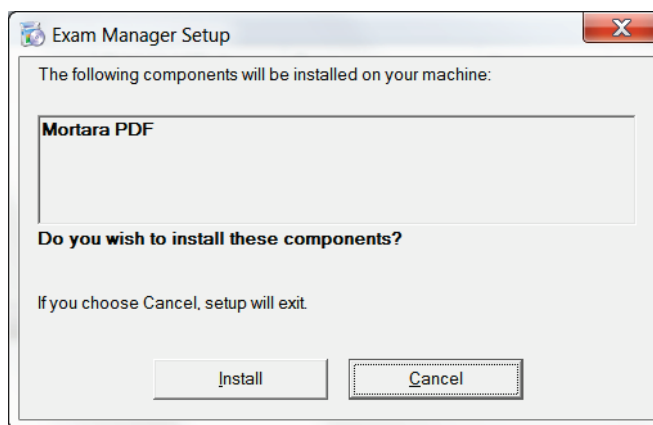 Exam Manager Setup
The following components will be installed on your machine:
Mortara PDF
Do you wish to install these components?
If you choose Cancel, setup will exit.
Install
Cancel